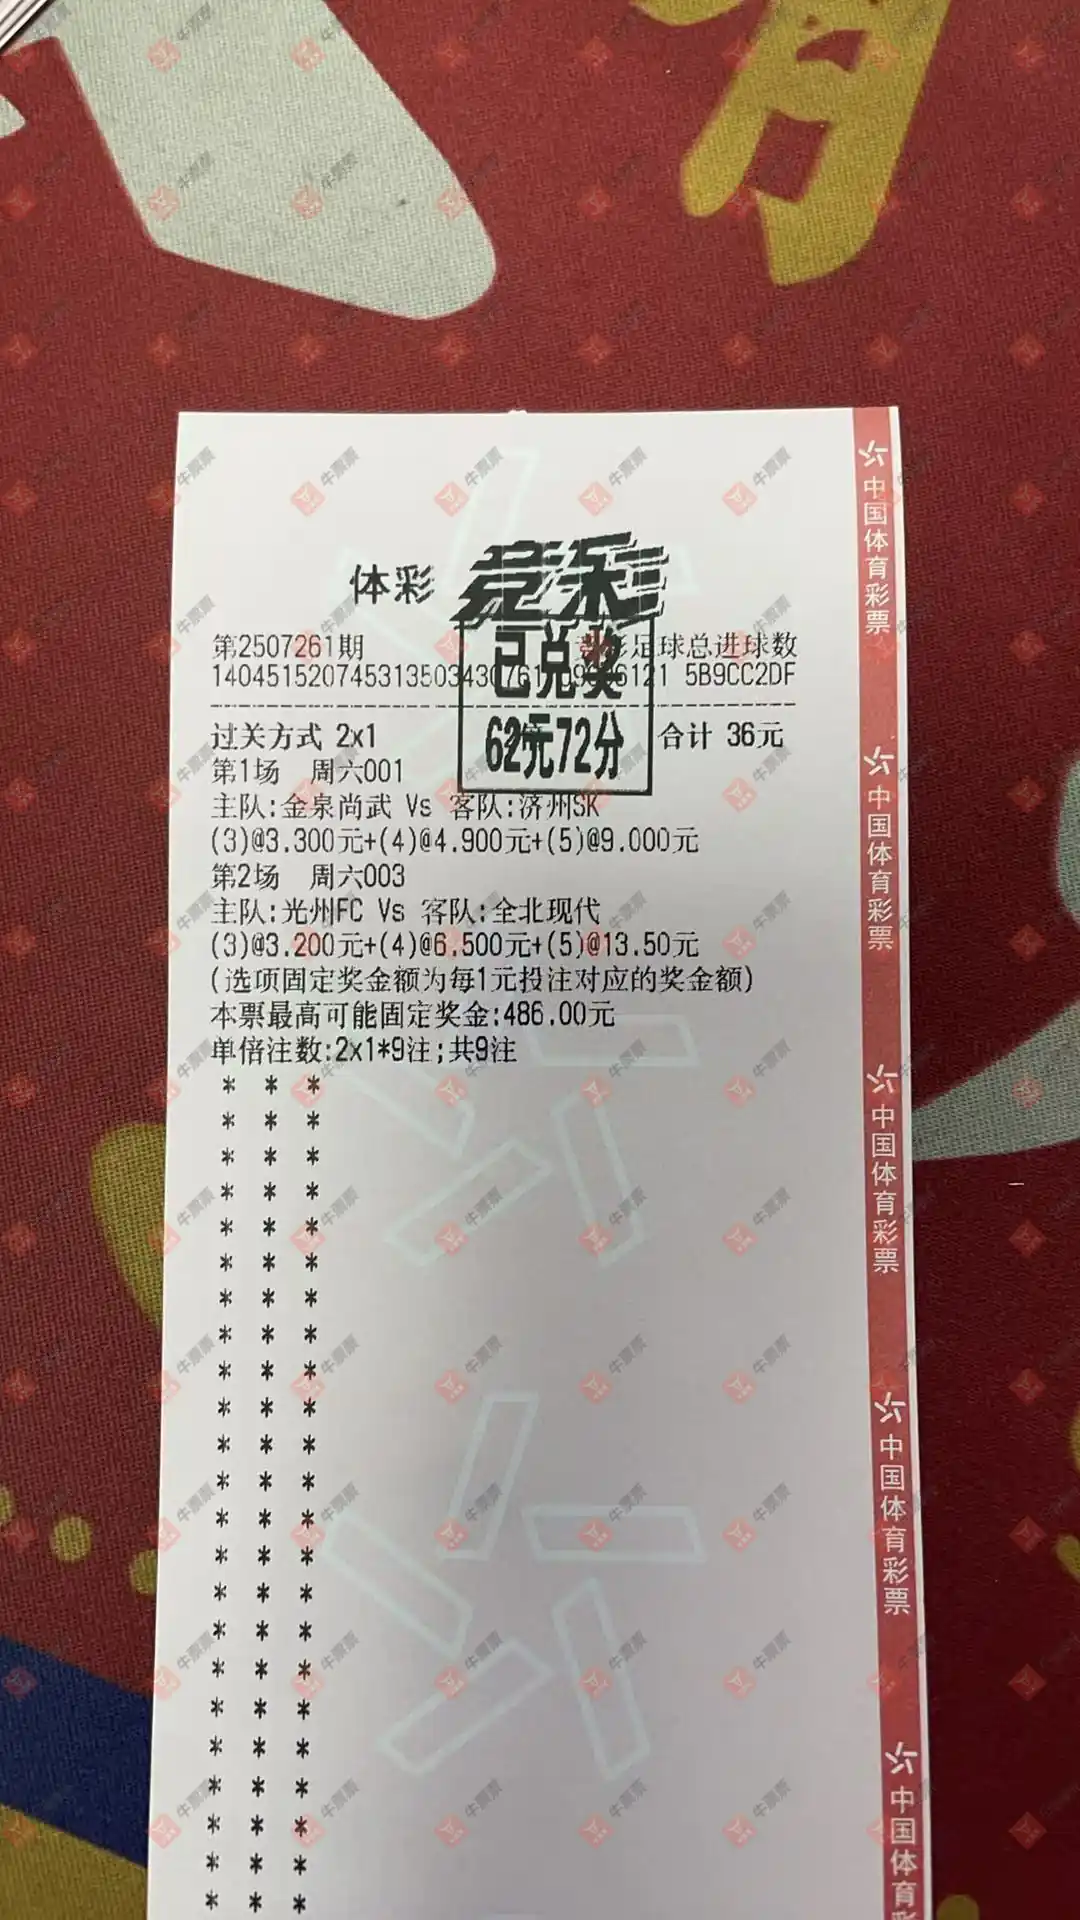 体彩 竞彩
第2507261期 竞彩足球总进球数
已兑奖
5B9CC2DF
过关方式 2x1 合计 36元
62元72分
第1场 周六001
主队:金泉尚武 Vs 客队:济州SK
(3)@3.300元+(4)@4.900元+(5)@9.000元
第2场 周六003
主队:光州FC Vs 客队:全北现代
(3)@3.200元+(4)@6.500元+(5)@13.50元
(选项固定奖金额为每1元投注对应的奖金额)
本票最高可能固定奖金:486.00元
单倍注数:2x1*9注;共9注
中国体育彩票
中国体育彩票
中国体育彩票
中国体育彩票
中国体育彩
牛票票